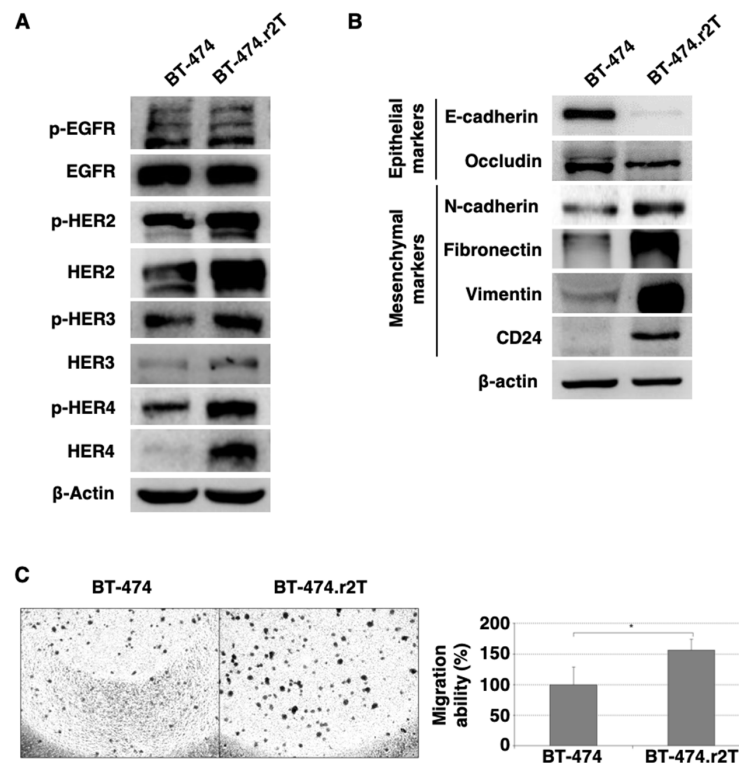 A
BT-474
BT-474.r2T
p-EGFR
EGFR
p-HER2
HER2
p-HER3
HER3
p-HER4
HER4
β-Actin
B
BT-474
BT-474.r2T
Epithelial
markers
E-cadherin
Occludin
Mesenchymal
markers
N-cadherin
Fibronectin
Vimentin
CD24
β-actin
C
BT-474
BT-474.r2T
Migration
ability (%)
200
150
100
50
0
*
BT-474
BT-474.r2T